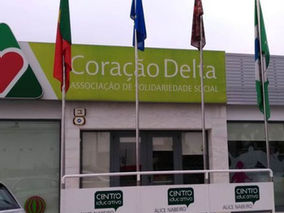 Coração Delta
ASSOCIAÇÃO DE SOLIDARIEDADE SOCIAL
CENTRO
educativo
ALICE NABEIRO
CENTRO
educativo
ALICE NABEIRO
CENTRO
educativo
ALICE NABEIRO